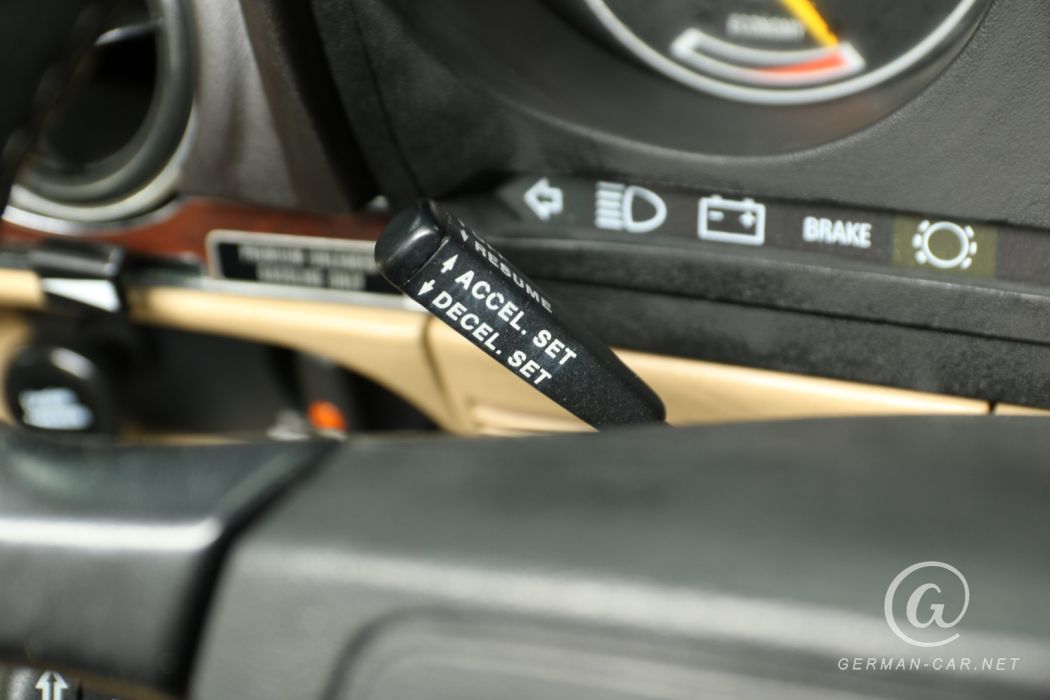 ECONOMY
BRAKE
RESUME
ACCEL. SET
DECEL. SET
G
GERMAN-CAR.NET